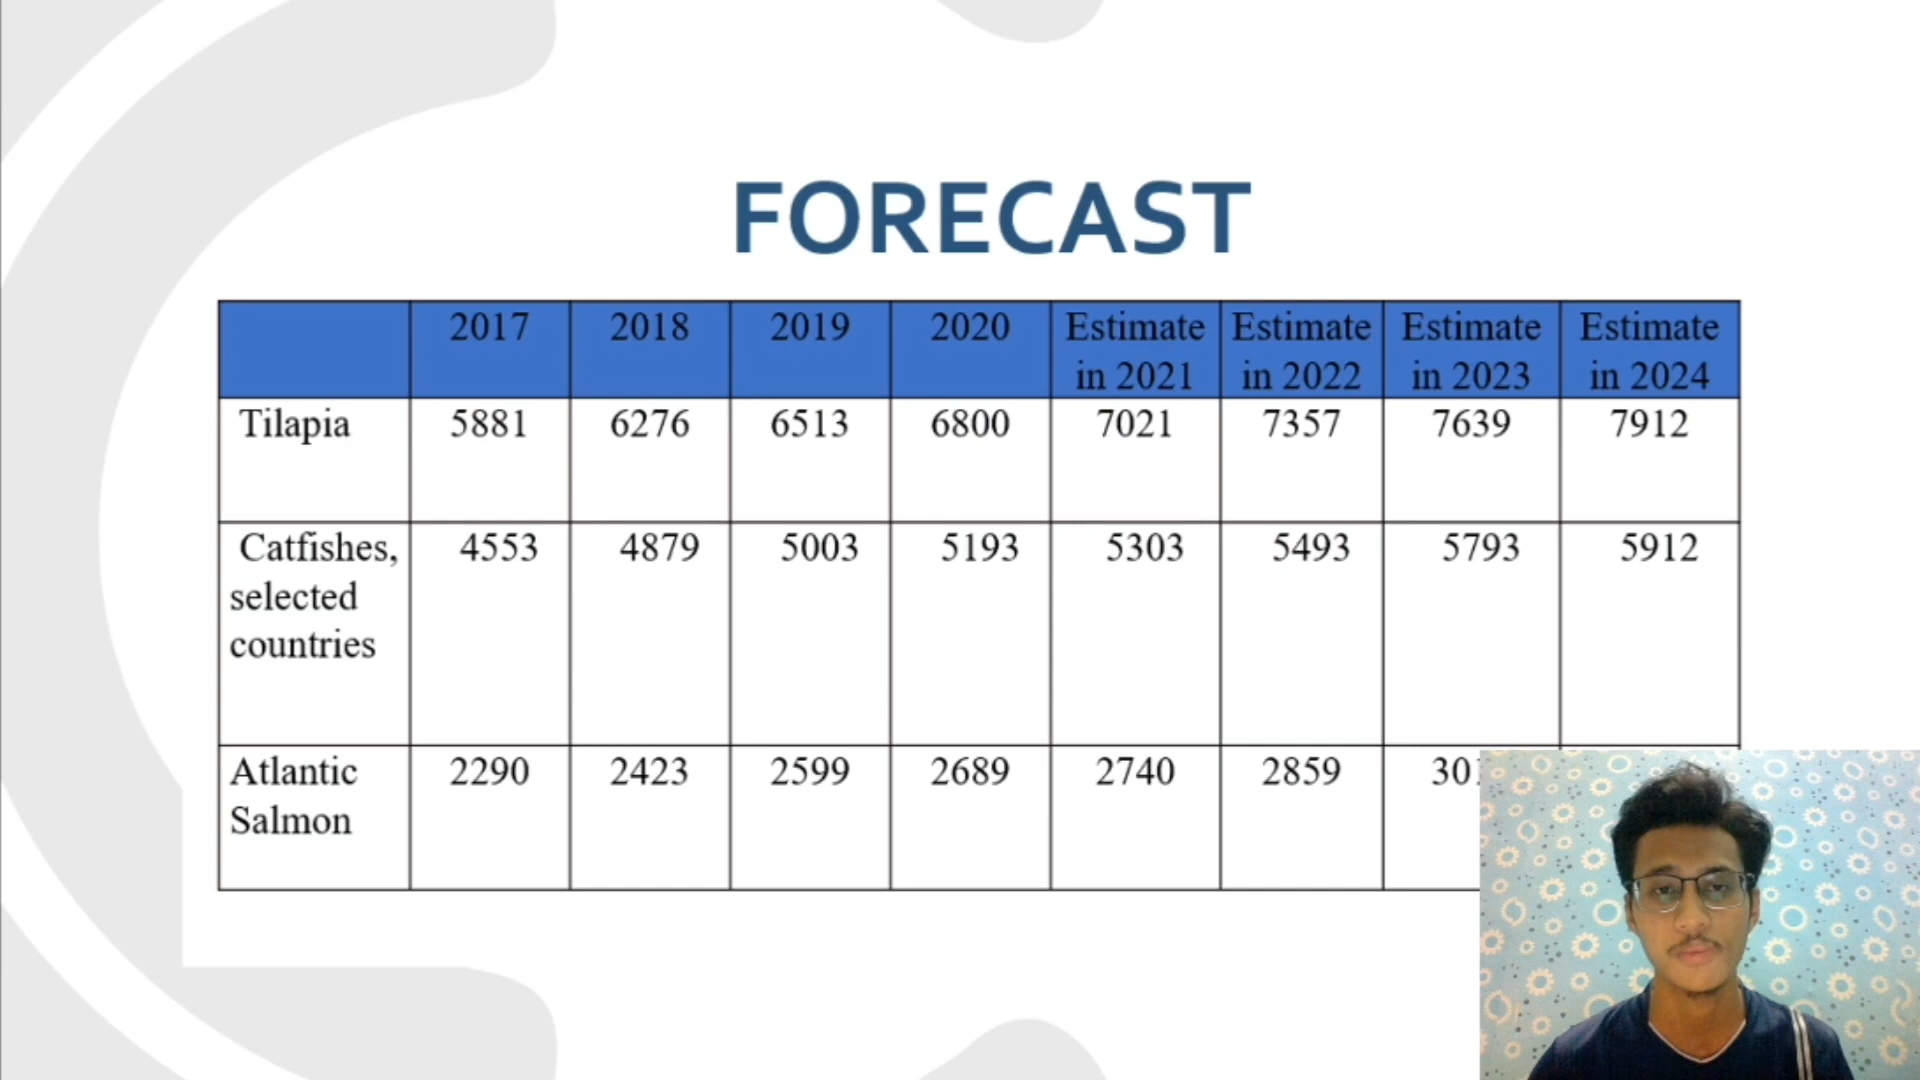 FORECAST
2017 2018 2019 2020 Estimate in 2021 Estimate in 2022 Estimate in 2023 Estimate in 2024
Tilapia 5881 6276 6513 6800 7021 7357 7639 7912
Catfishes, selected countries 4553 4879 5003 5193 5303 5493 5793 5912
Atlantic Salmon 2290 2423 2599 2689 2740 2859